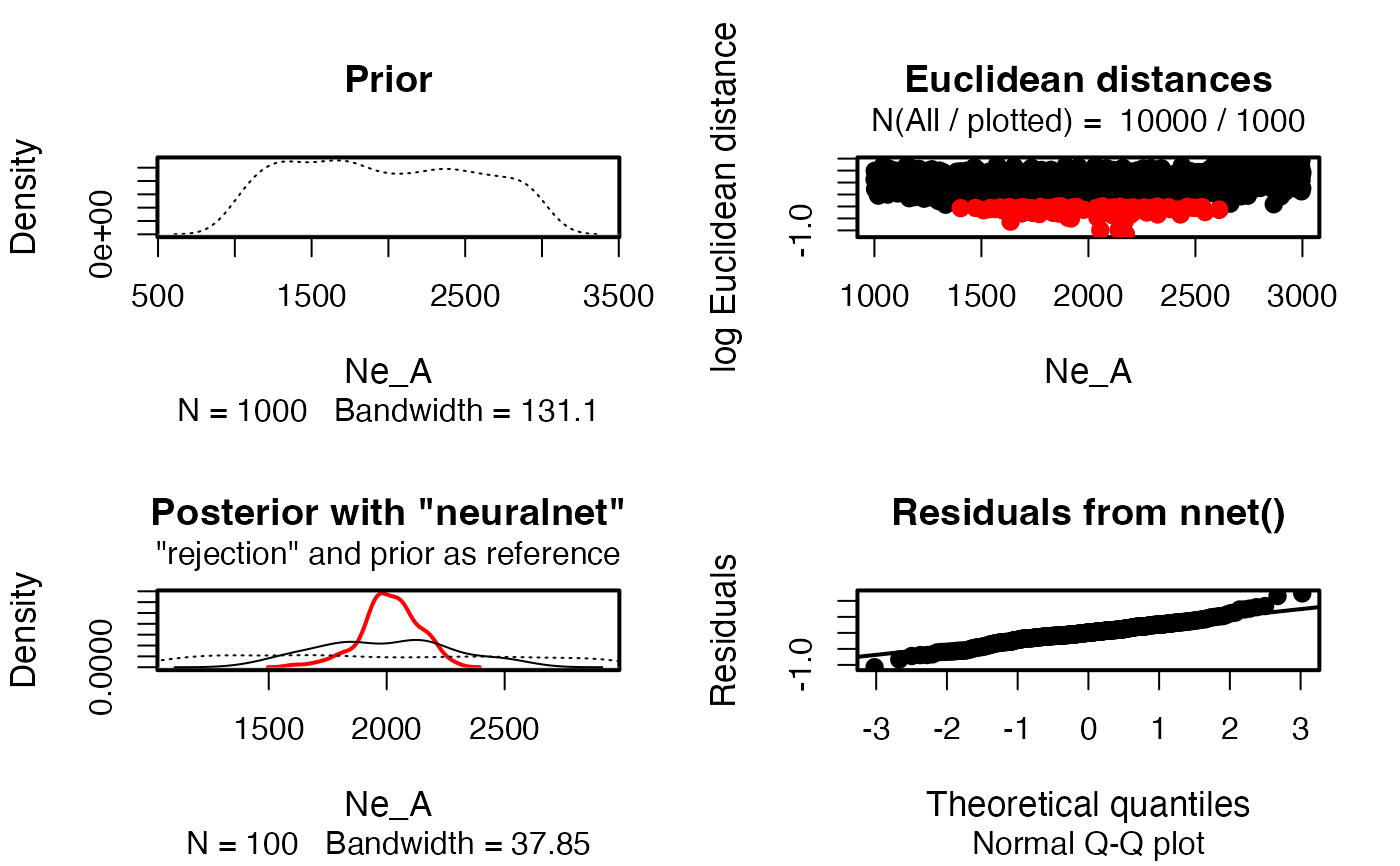 Prior
Density
0e+00
500 1500 2500 3500
Ne_A
N = 1000 Bandwidth = 131.1
Euclidean distances
N(All / plotted) = 10000 / 1000
log Euclidean distance
-1.0
1000 1500 2000 2500 3000
Ne_A
Posterior with "neuralnet"
"rejection" and prior as reference
Density
0.0000
1500 2000 2500
Ne_A
N = 100 Bandwidth = 37.85
Residuals from nnet()
Residuals
-1.0
-3 -2 -1 0 1 2 3
Theoretical quantiles
Normal Q-Q plot